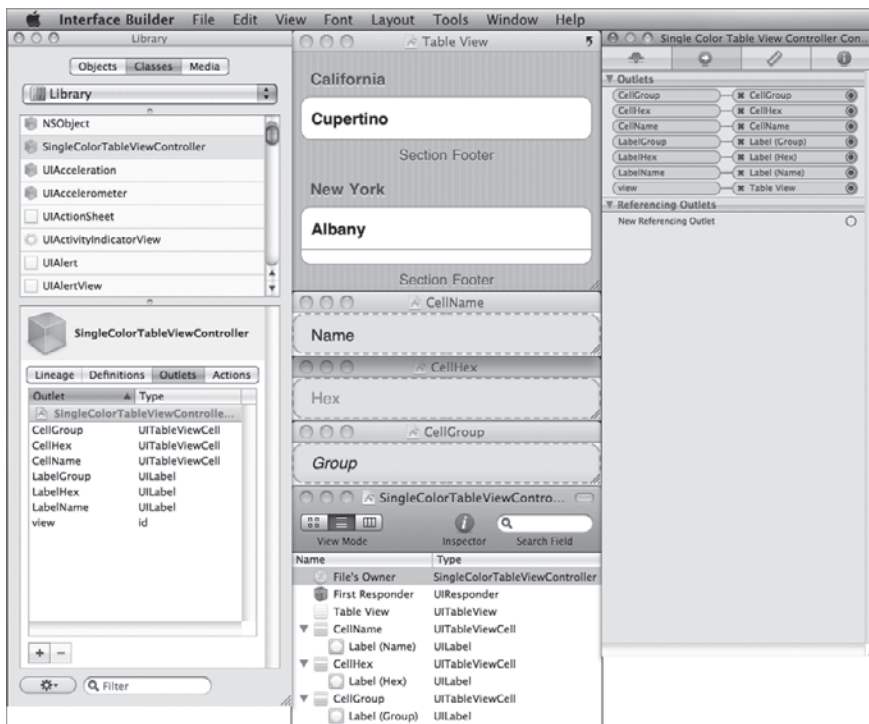 Interface Builder File Edit View Font Layout Tools Window Help
Library
Objects Classes Media
Library
NSObject
SingleColorTableViewController
UIAcceleration
UIAccelerometer
UIActionSheet
UIActivityIndicatorView
UIAlert
UIAlertView
SingleColorTableViewController
Lineage Definitions Outlets Actions
Outlet Type
SingleColorTableViewControlle...
CellGroup UITableViewCell
CellHex UITableViewCell
CellName UITableViewCell
LabelGroup UILabel
LabelHex UILabel
LabelName UILabel
view id
+ −
Filter
Table View
California
Cupertino
Section Footer
New York
Albany
Section Footer
CellName
Name
CellHex
Hex
CellGroup
Group
SingleColorTableViewContro...
View Mode Inspector Search Field
Name Type
File's Owner SingleColorTableViewController
First Responder UIResponder
Table View UITableView
CellName UITableViewCell
Label (Name) UILabel
CellHex UITableViewCell
Label (Hex) UILabel
CellGroup UITableViewCell
Label (Group) UILabel
Single Color Table View Controller Con...
Outlets
CellGroup CellGroup
CellHex CellHex
CellName CellName
LabelGroup Label (Group)
LabelHex Label (Hex)
LabelName Label (Name)
view Table View
Referencing Outlets
New Referencing Outlet